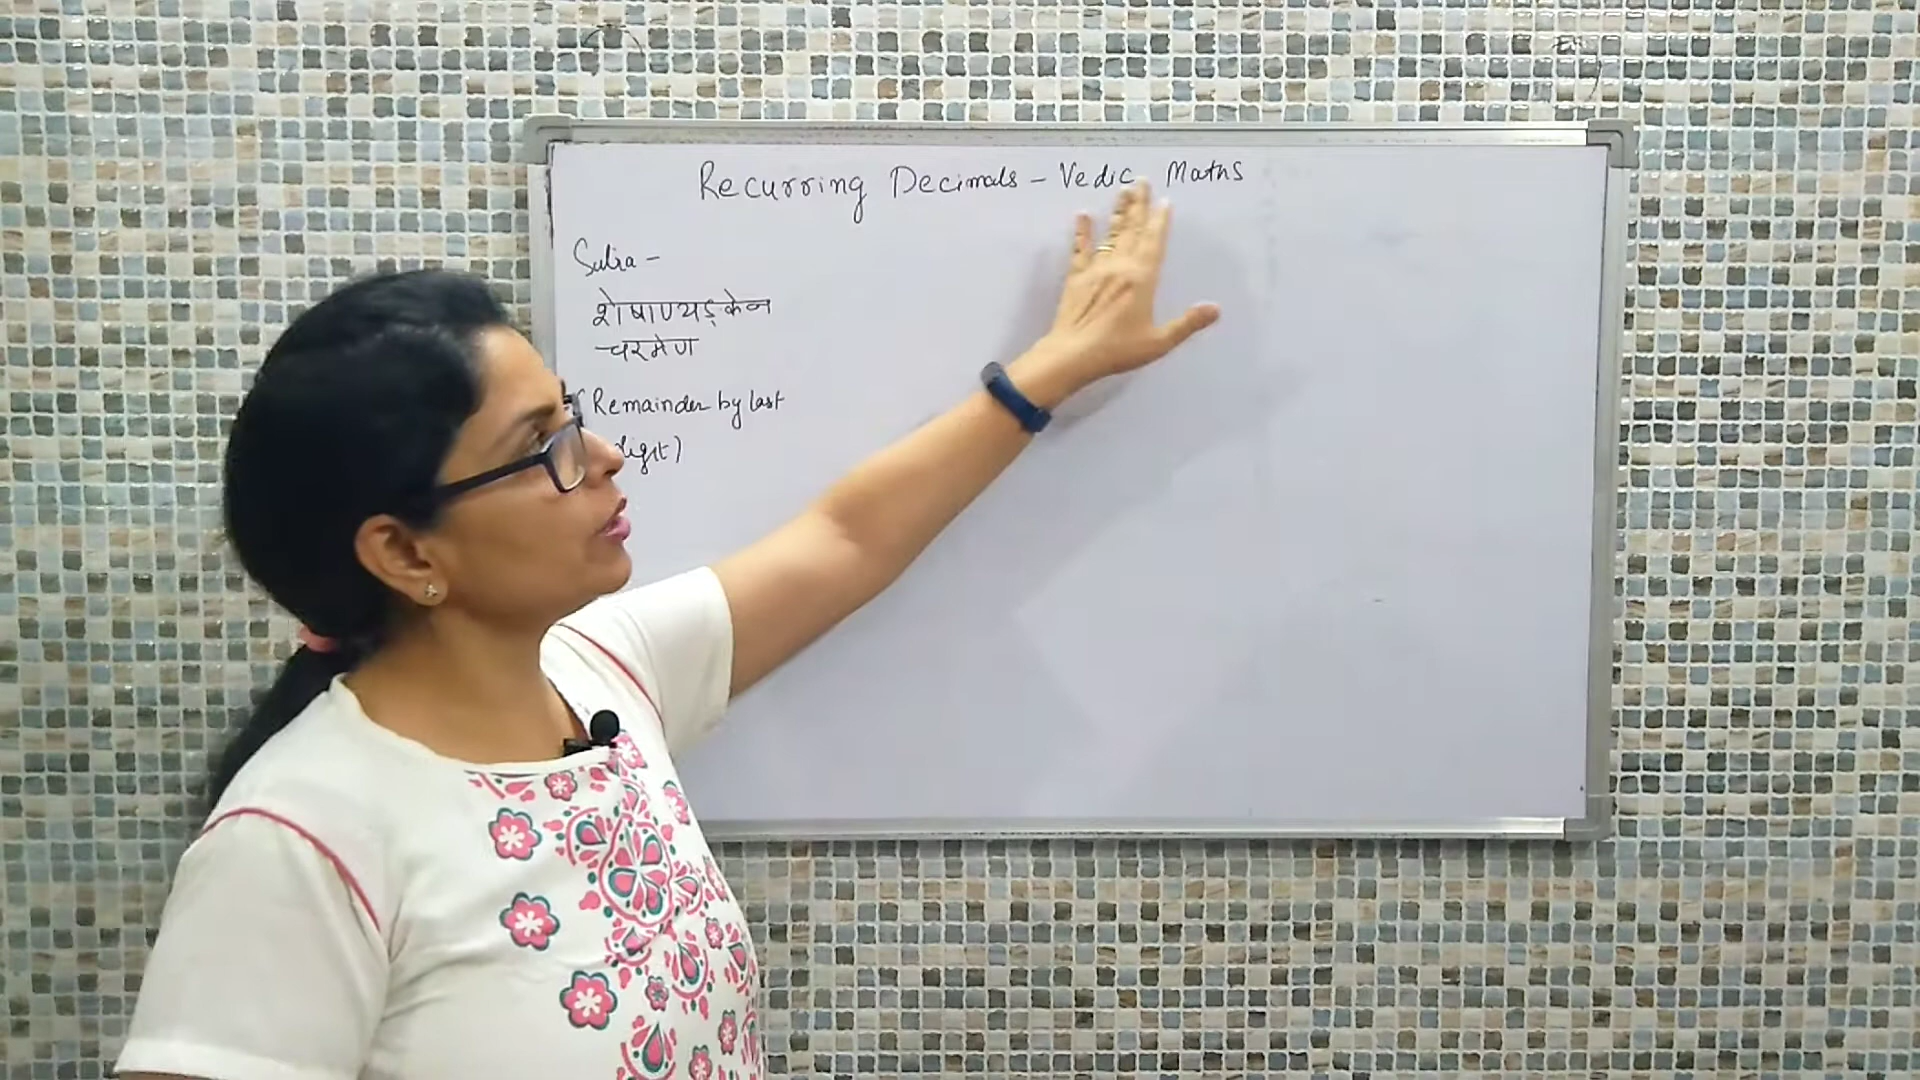 Recurring Decimals - Vedic Maths
Sutra -
शेषाण्यङ्केन
चरमेण
(Remainder by last
digit)